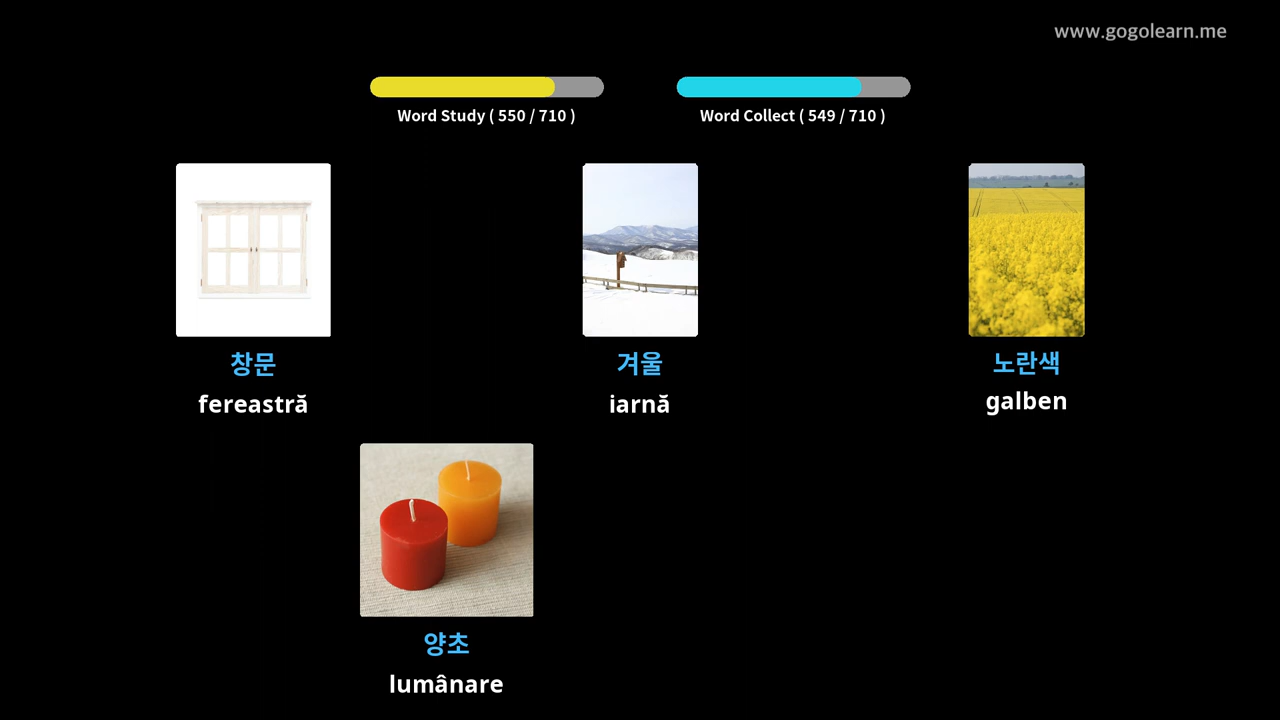 www.gogolearn.me
Word Study ( 550 / 710 )
Word Collect ( 549 / 710 )
창문
겨울
노란색
fereastră
iarnă
galben
양초
lumânare